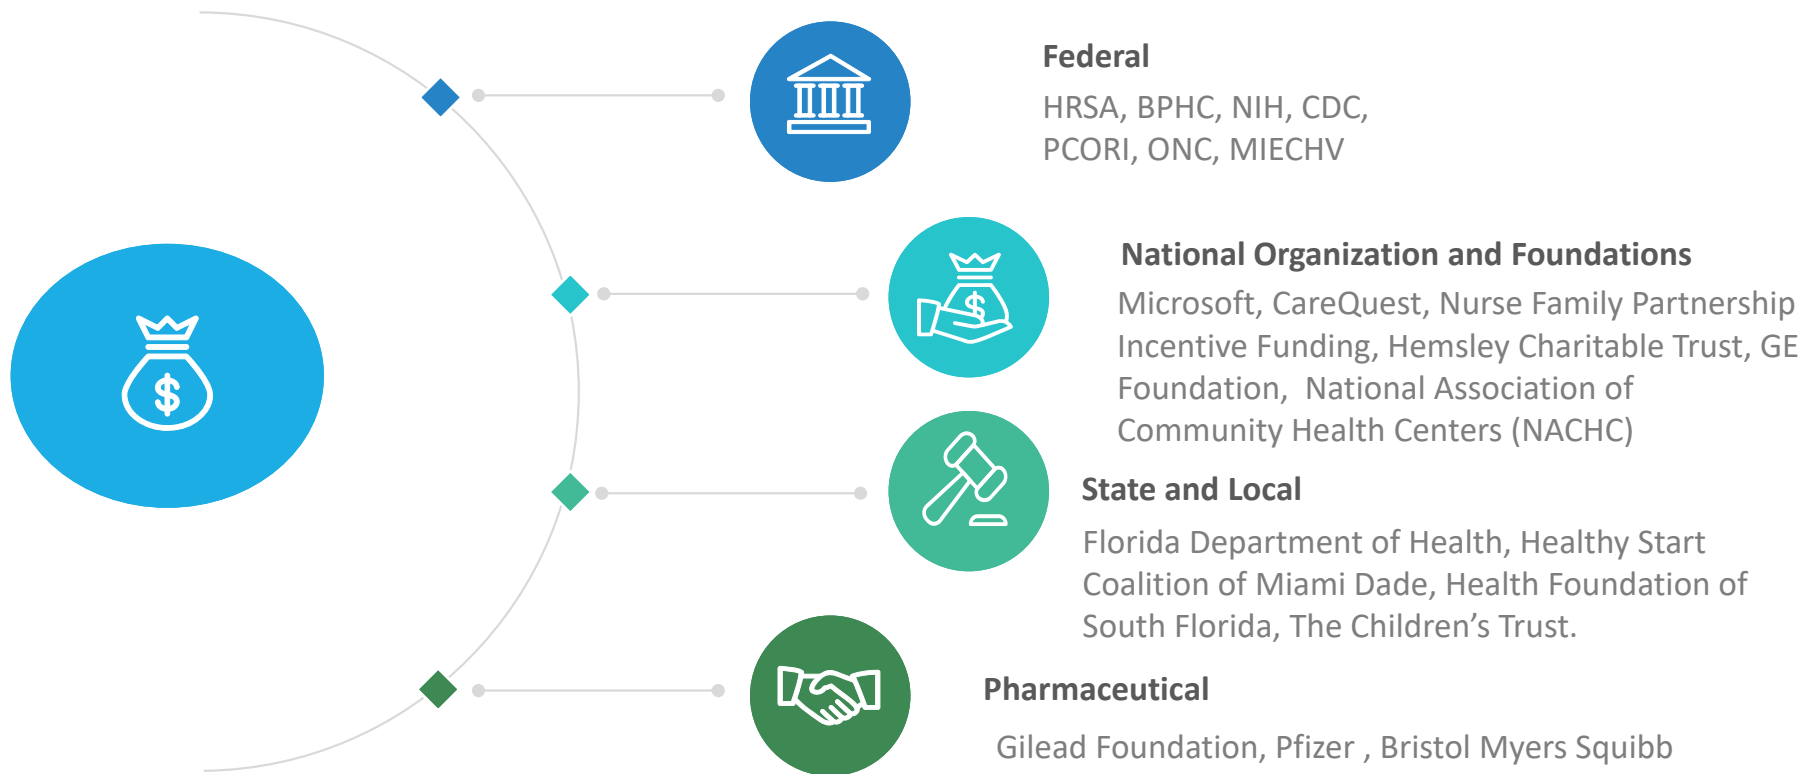 Federal
HRSA, BPHC, NIH, CDC,
PCORI, ONC, MIECHV
National Organization and Foundations
Microsoft, CareQuest, Nurse Family Partnership
Incentive Funding, Hemsley Charitable Trust, GE
Foundation,  National Association of
Community Health Centers (NACHC)
State and Local
Florida Department of Health, Healthy Start
Coalition of Miami Dade, Health Foundation of
South Florida, The Children’s Trust.
Pharmaceutical
Gilead Foundation, Pfizer , Bristol Myers Squibb